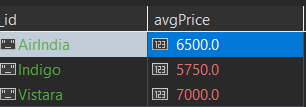 _id avgPrice
AirIndia 6500.0
Indigo 5750.0
Vistara 7000.0